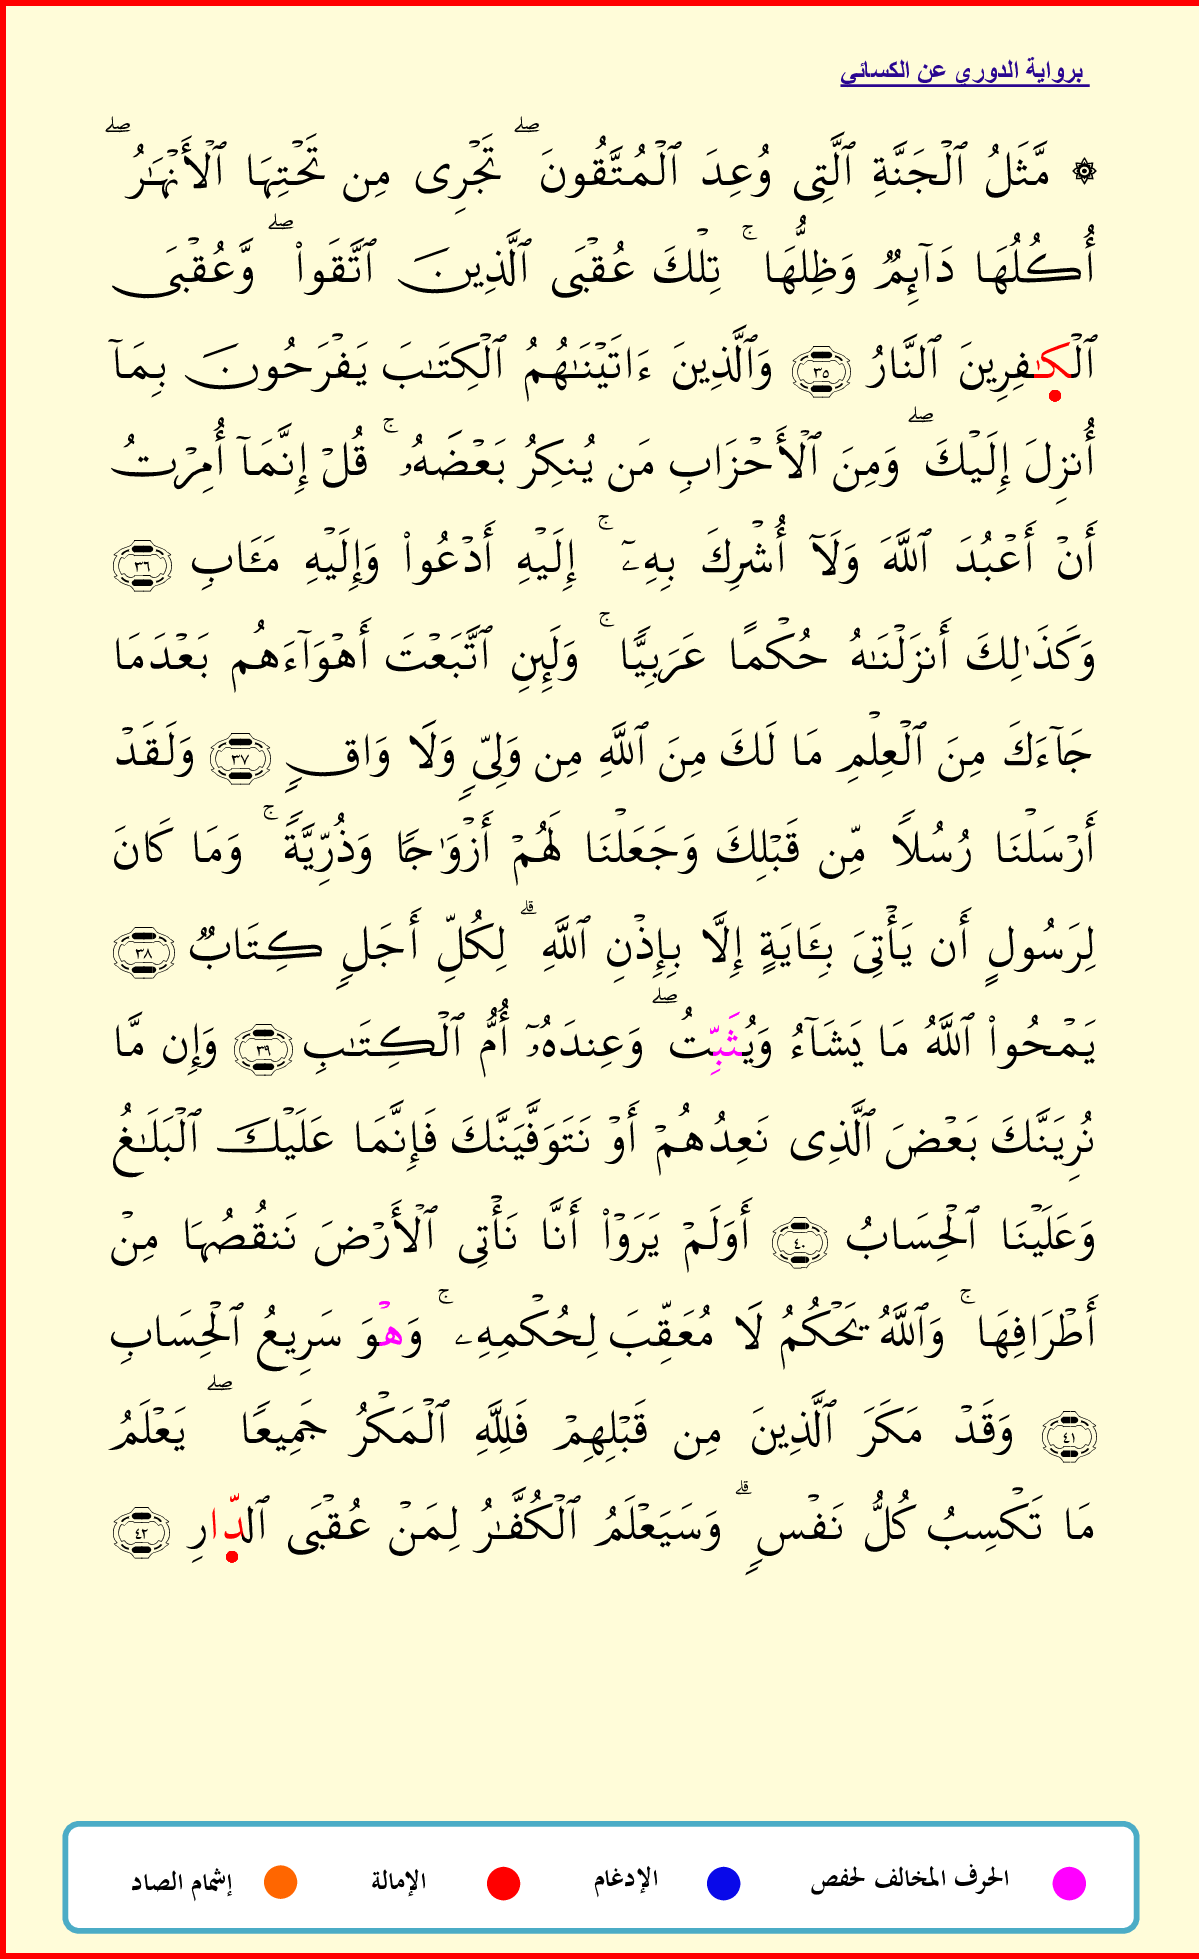 برواية الدوري عن الكسائي
۞ مَّثَلُ ٱلْجَنَّةِ ٱلَّتِى وُعِدَ ٱلْمُتَّقُونَ ۖ تَجْرِى مِن تَحْتِهَا ٱلْأَنْهَـٰرُ ۖ
أُكُلُهَا دَآئِمٌ وَظِلُّهَا ۚ تِلْكَ عُقْبَى ٱلَّذِينَ ٱتَّقَوا۟ ۖ وَّعُقْبَى
ٱلْكَـٰفِرِينَ ٱلنَّارُ ٣٥ وَٱلَّذِينَ ءَاتَيْنَـٰهُمُ ٱلْكِتَـٰبَ يَفْرَحُونَ بِمَآ
أُنزِلَ إِلَيْكَ ۖ وَمِنَ ٱلْأَحْزَابِ مَن يُنكِرُ بَعْضَهُۥ ۚ قُلْ إِنَّمَآ أُمِرْتُ
أَنْ أَعْبُدَ ٱللَّهَ وَلَآ أُشْرِكَ بِهِۦٓ ۚ إِلَيْهِ أَدْعُوا۟ وَإِلَيْهِ مَـَٔابِ ٣٦
وَكَذَٰلِكَ أَنزَلْنَـٰهُ حُكْمًا عَرَبِيًّا ۚ وَلَئِنِ ٱتَّبَعْتَ أَهْوَآءَهُم بَعْدَمَا
جَآءَكَ مِنَ ٱلْعِلْمِ مَا لَكَ مِنَ ٱللَّهِ مِن وَلِىٍّ وَلَا وَاقٍ ٣٧ وَلَقَدْ
أَرْسَلْنَا رُسُلًا مِّن قَبْلِكَ وَجَعَلْنَا لَهُمْ أَزْوَٰجًا وَذُرِّيَّةً ۚ وَمَا كَانَ
لِرَسُولٍ أَن يَأْتِىَ بِـَٔايَةٍ إِلَّا بِإِذْنِ ٱللَّهِ ۗ لِكُلِّ أَجَلٍ كِتَابٌ ٣٨
يَمْحُوا۟ ٱللَّهُ مَا يَشَآءُ وَيُثَبِّتُ ۖ وَعِندَهُۥٓ أُمُّ ٱلْكِتَـٰبِ ٣٩ وَإِن مَّا
نُرِيَنَّكَ بَعْضَ ٱلَّذِى نَعِدُهُمْ أَوْ نَتَوَفَّيَنَّكَ فَإِنَّمَا عَلَيْكَ ٱلْبَلَـٰغُ
وَعَلَيْنَا ٱلْحِسَابُ ٤٠ أَوَلَمْ يَرَوْا۟ أَنَّا نَأْتِى ٱلْأَرْضَ نَنقُصُهَا مِنْ
أَطْرَافِهَا ۚ وَٱللَّهُ يَحْكُمُ لَا مُعَقِّبَ لِحُكْمِهِۦ ۚ وَهْوَ سَرِيعُ ٱلْحِسَابِ
٤١ وَقَدْ مَكَرَ ٱلَّذِينَ مِن قَبْلِهِمْ فَلِلَّهِ ٱلْمَكْرُ جَمِيعًا ۖ يَعْلَمُ
مَا تَكْسِبُ كُلُّ نَفْسٍ ۗ وَسَيَعْلَمُ ٱلْكُفَّـٰرُ لِمَنْ عُقْبَى ٱلدَّارِ ٤٢
الحرف المخالف لحفص الإدغام الإمالة إشمام الصاد